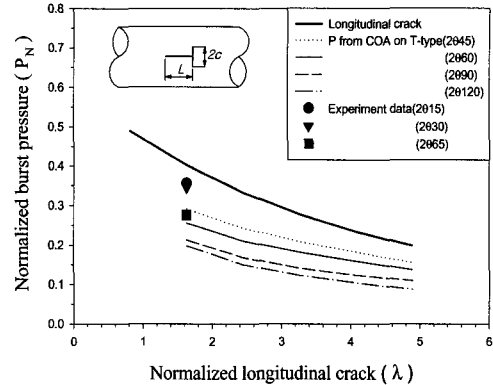 Normalized burst pressure ( P_N )
0.8
0.7
0.6
0.5
0.4
0.3
0.2
0.1
0.0
0
1
2
3
4
5
6
Normalized longitudinal crack ( λ )
L
2c
Longitudinal crack
P from COA on T-type(2θ45)
(2θ60)
(2θ90)
(2θ120)
Experiment data(2θ15)
(2θ30)
(2θ65)